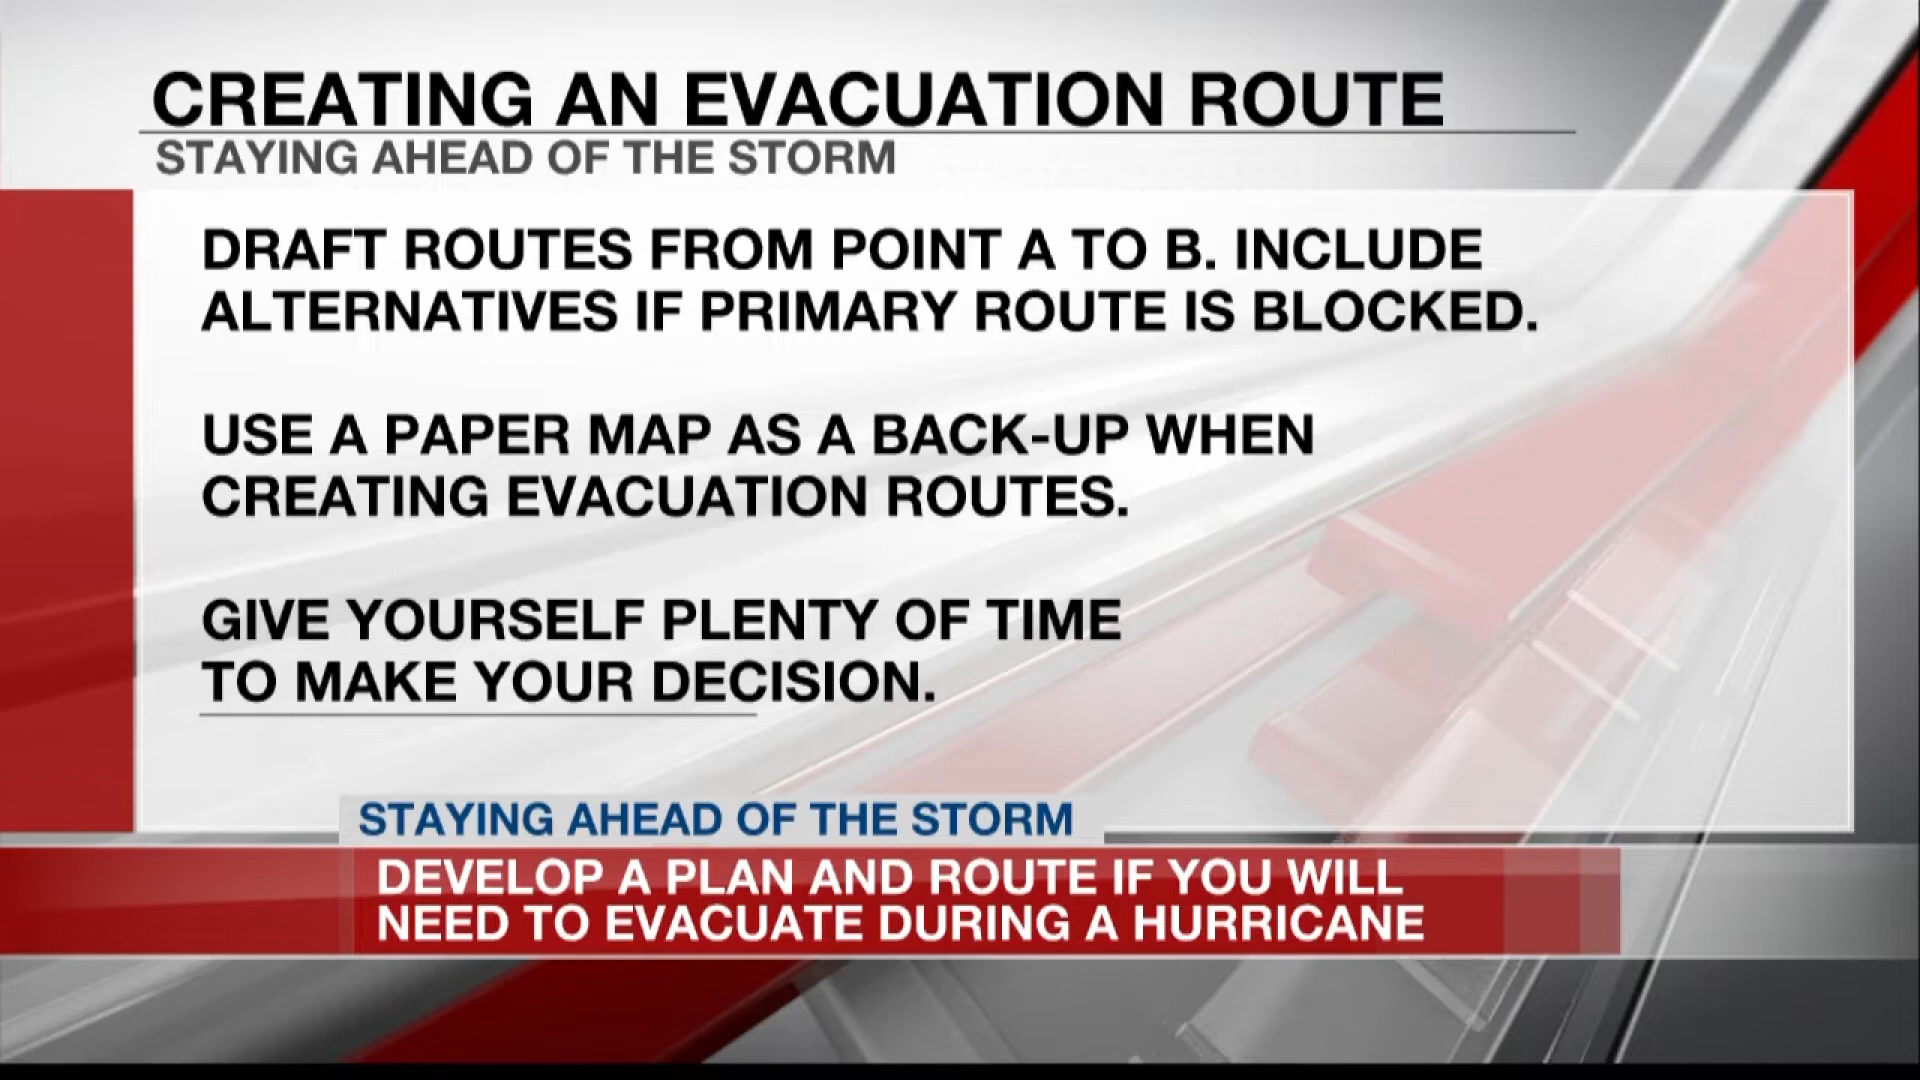 CREATING AN EVACUATION ROUTE
STAYING AHEAD OF THE STORM
DRAFT ROUTES FROM POINT A TO B. INCLUDE
ALTERNATIVES IF PRIMARY ROUTE IS BLOCKED.
USE A PAPER MAP AS A BACK-UP WHEN
CREATING EVACUATION ROUTES.
GIVE YOURSELF PLENTY OF TIME
TO MAKE YOUR DECISION.
STAYING AHEAD OF THE STORM
DEVELOP A PLAN AND ROUTE IF YOU WILL
NEED TO EVACUATE DURING A HURRICANE